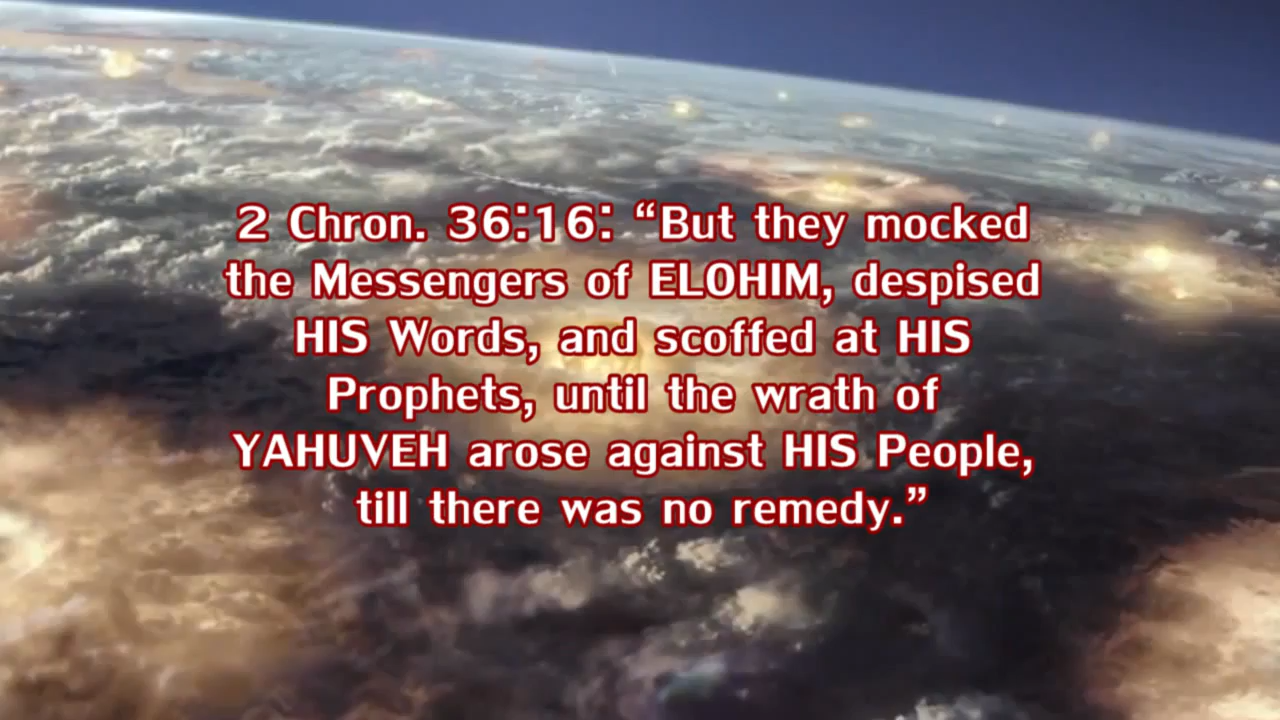 2 Chron. 36:16: “But they mocked
the Messengers of ELOHIM, despised
HIS Words, and scoffed at HIS
Prophets, until the wrath of
YAHUVEH arose against HIS People,
till there was no remedy.”